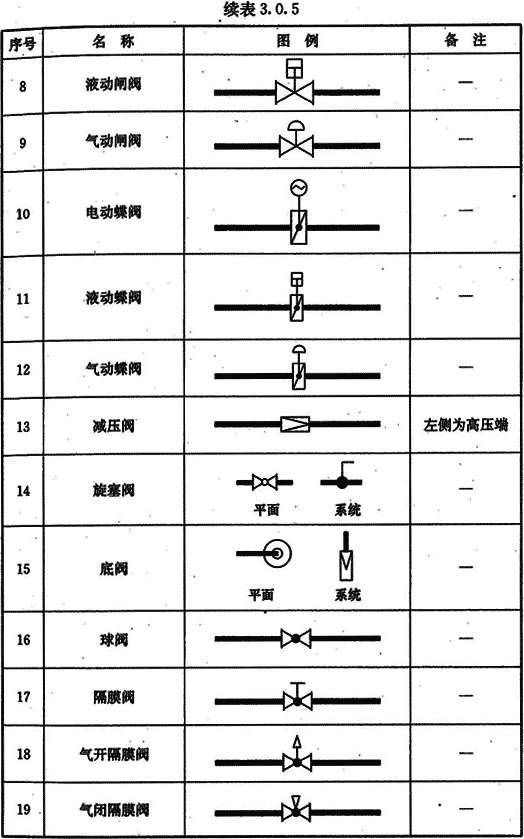 续表3.0.5
序号 名 称 图 例 备 注
8 液动闸阀 —
9 气动闸阀 —
10 电动蝶阀 —
11 液动蝶阀 —
12 气动蝶阀 —
13 减压阀 左侧为高压端
14 旋塞阀 平面 系统 —
15 底阀 平面 系统 —
16 球阀 —
17 隔膜阀 —
18 气开隔膜阀 —
19 气闭隔膜阀 —